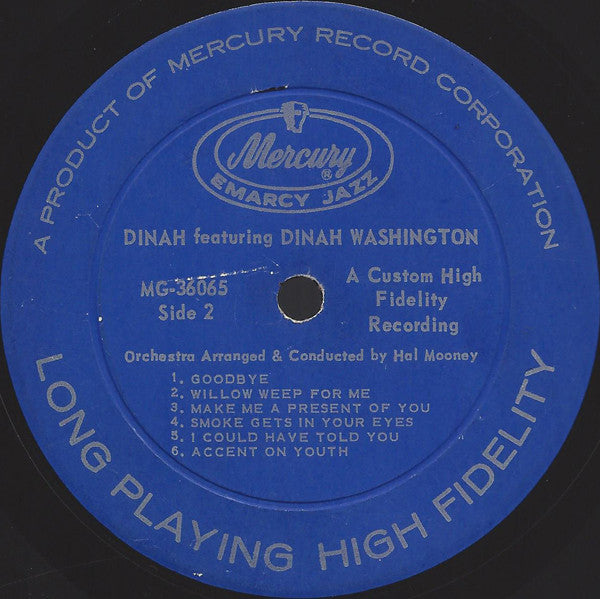 A PRODUCT OF MERCURY RECORD CORPORATION
Mercury®
EMARCY JAZZ
DINAH featuring DINAH WASHINGTON
MG-36065
Side 2
A Custom High
Fidelity
Recording
Orchestra Arranged & Conducted by Hal Mooney
1. GOODBYE
2. WILLOW WEEP FOR ME
3. MAKE ME A PRESENT OF YOU
4. SMOKE GETS IN YOUR EYES
5. I COULD HAVE TOLD YOU
6. ACCENT ON YOUTH
LONG PLAYING HIGH FIDELITY